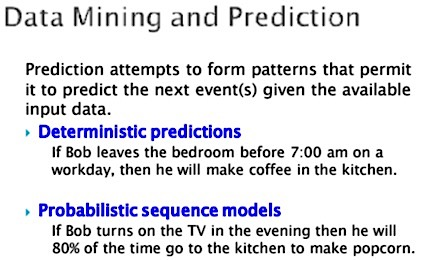 Data Mining and Prediction
Prediction attempts to form patterns that permit
it to predict the next event(s) given the available
input data.
Deterministic predictions
If Bob leaves the bedroom before 7:00 am on a
workday, then he will make coffee in the kitchen.
Probabilistic sequence models
If Bob turns on the TV in the evening then he will
80% of the time go to the kitchen to make popcorn.